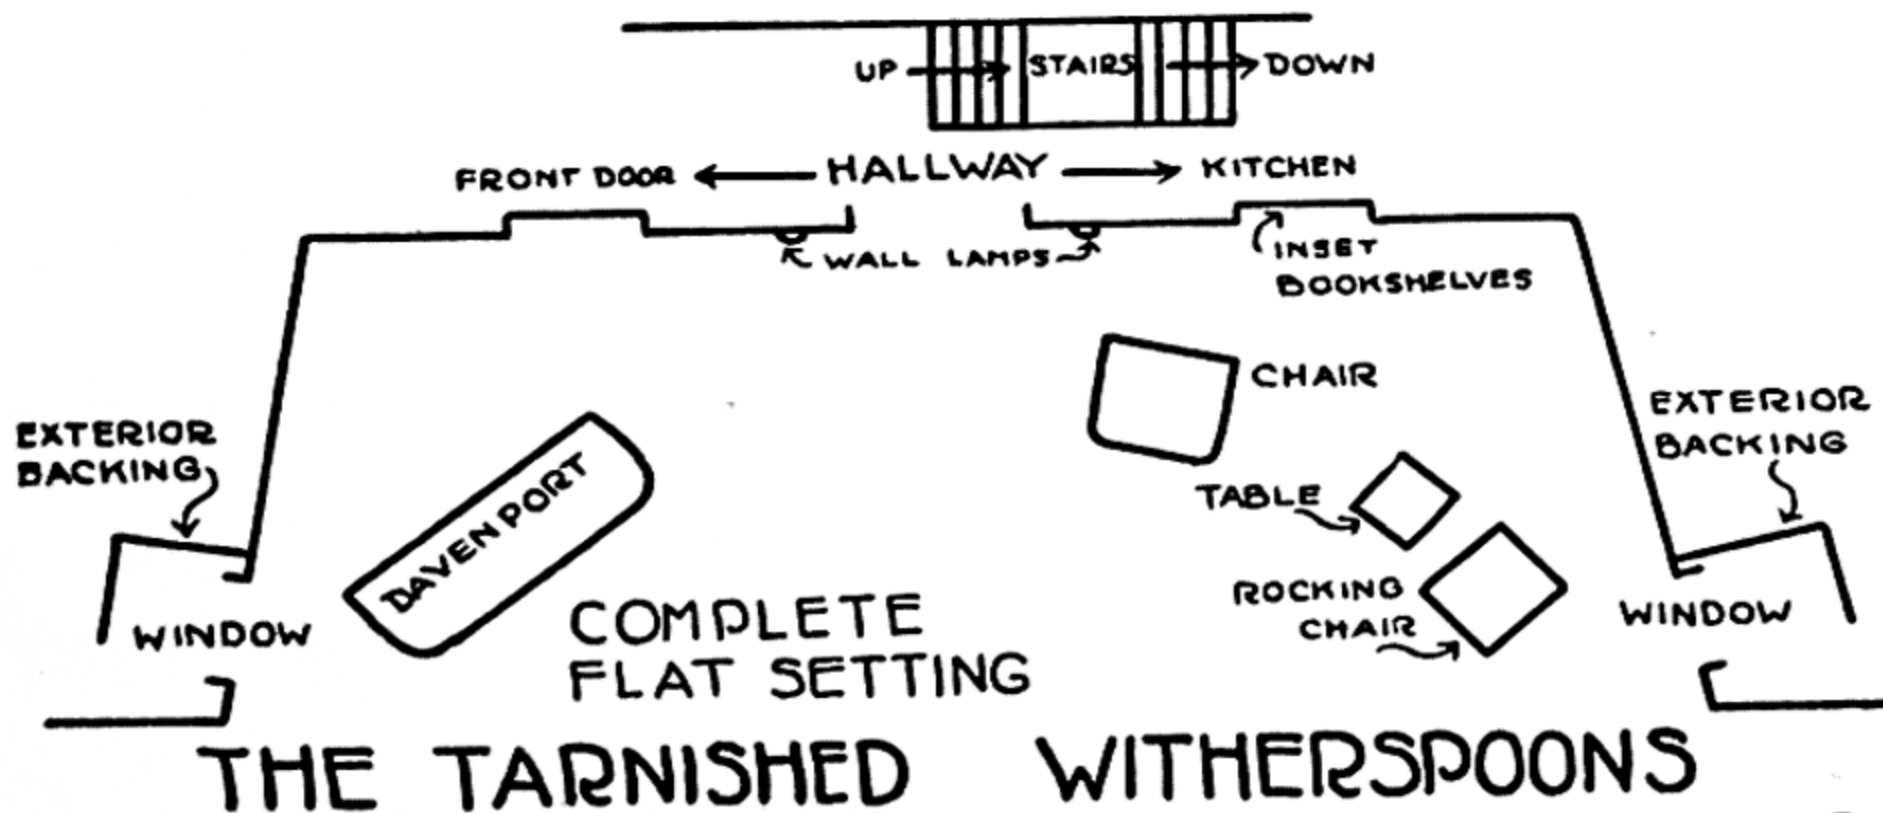 UP STAIRS DOWN
FRONT DOOR HALLWAY KITCHEN
WALL LAMPS
INSET
BOOKSHELVES
CHAIR
EXTERIOR
BACKING
EXTERIOR
BACKING
DAVENPORT
TABLE
ROCKING
CHAIR
WINDOW
WINDOW
COMPLETE
FLAT SETTING
THE TARNISHED WITHERSPOONS